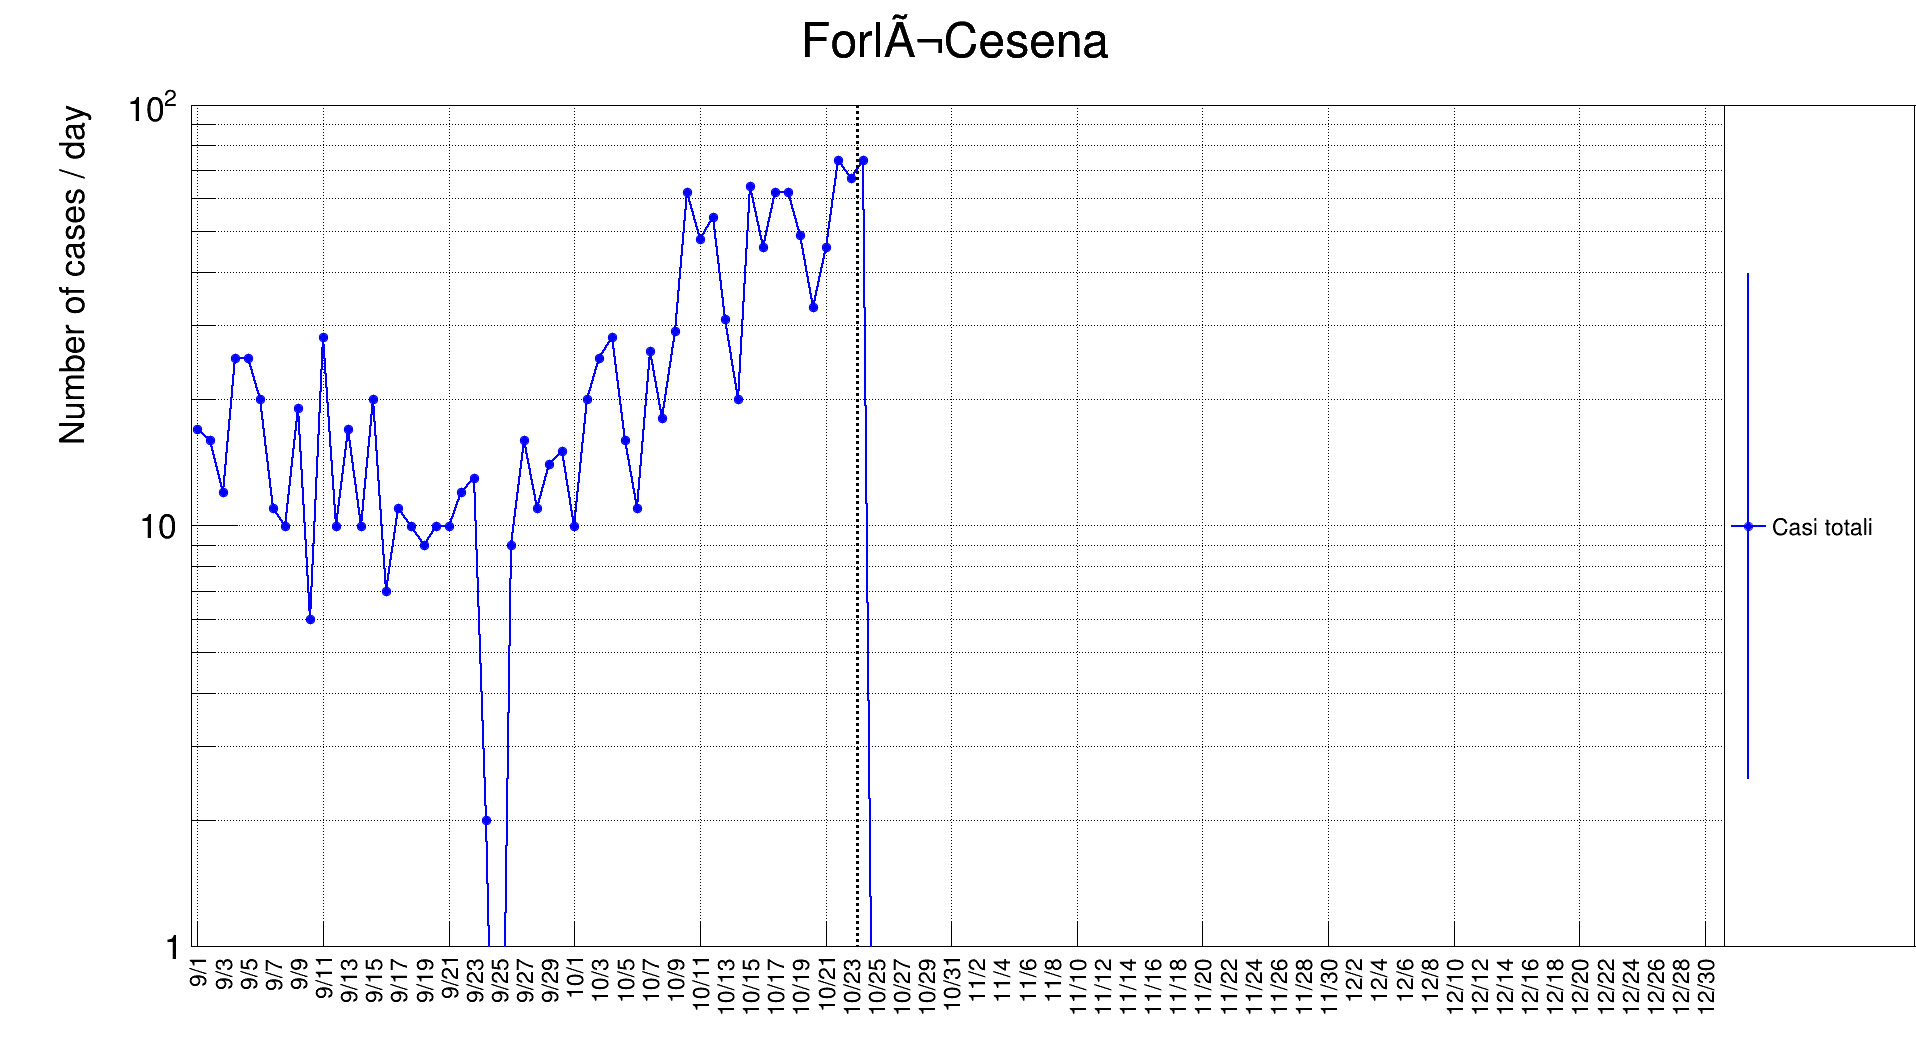 ForlÃ¬Cesena
Number of cases / day
10²
10
1
9/1 9/3 9/5 9/7 9/9 9/11 9/13 9/15 9/17 9/19 9/21 9/23 9/25 9/27 9/29 10/1 10/3 10/5 10/7 10/9 10/11 10/13 10/15 10/17 10/19 10/21 10/23 10/25 10/27 10/29 10/31 11/2 11/4 11/6 11/8 11/10 11/12 11/14 11/16 11/18 11/20 11/22 11/24 11/26 11/28 11/30 12/2 12/4 12/6 12/8 12/10 12/12 12/14 12/16 12/18 12/20 12/22 12/24 12/26 12/28 12/30
Casi totali